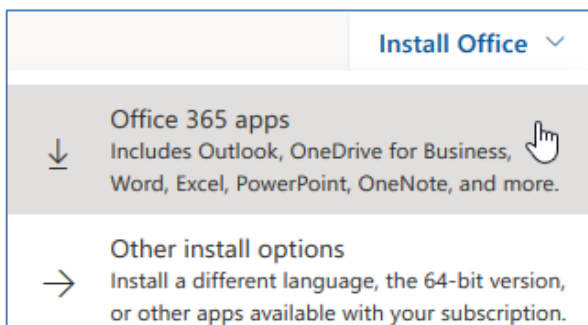 Install Office
Office 365 apps
Includes Outlook, OneDrive for Business,
Word, Excel, PowerPoint, OneNote, and more.
Other install options
Install a different language, the 64-bit version,
or other apps available with your subscription.